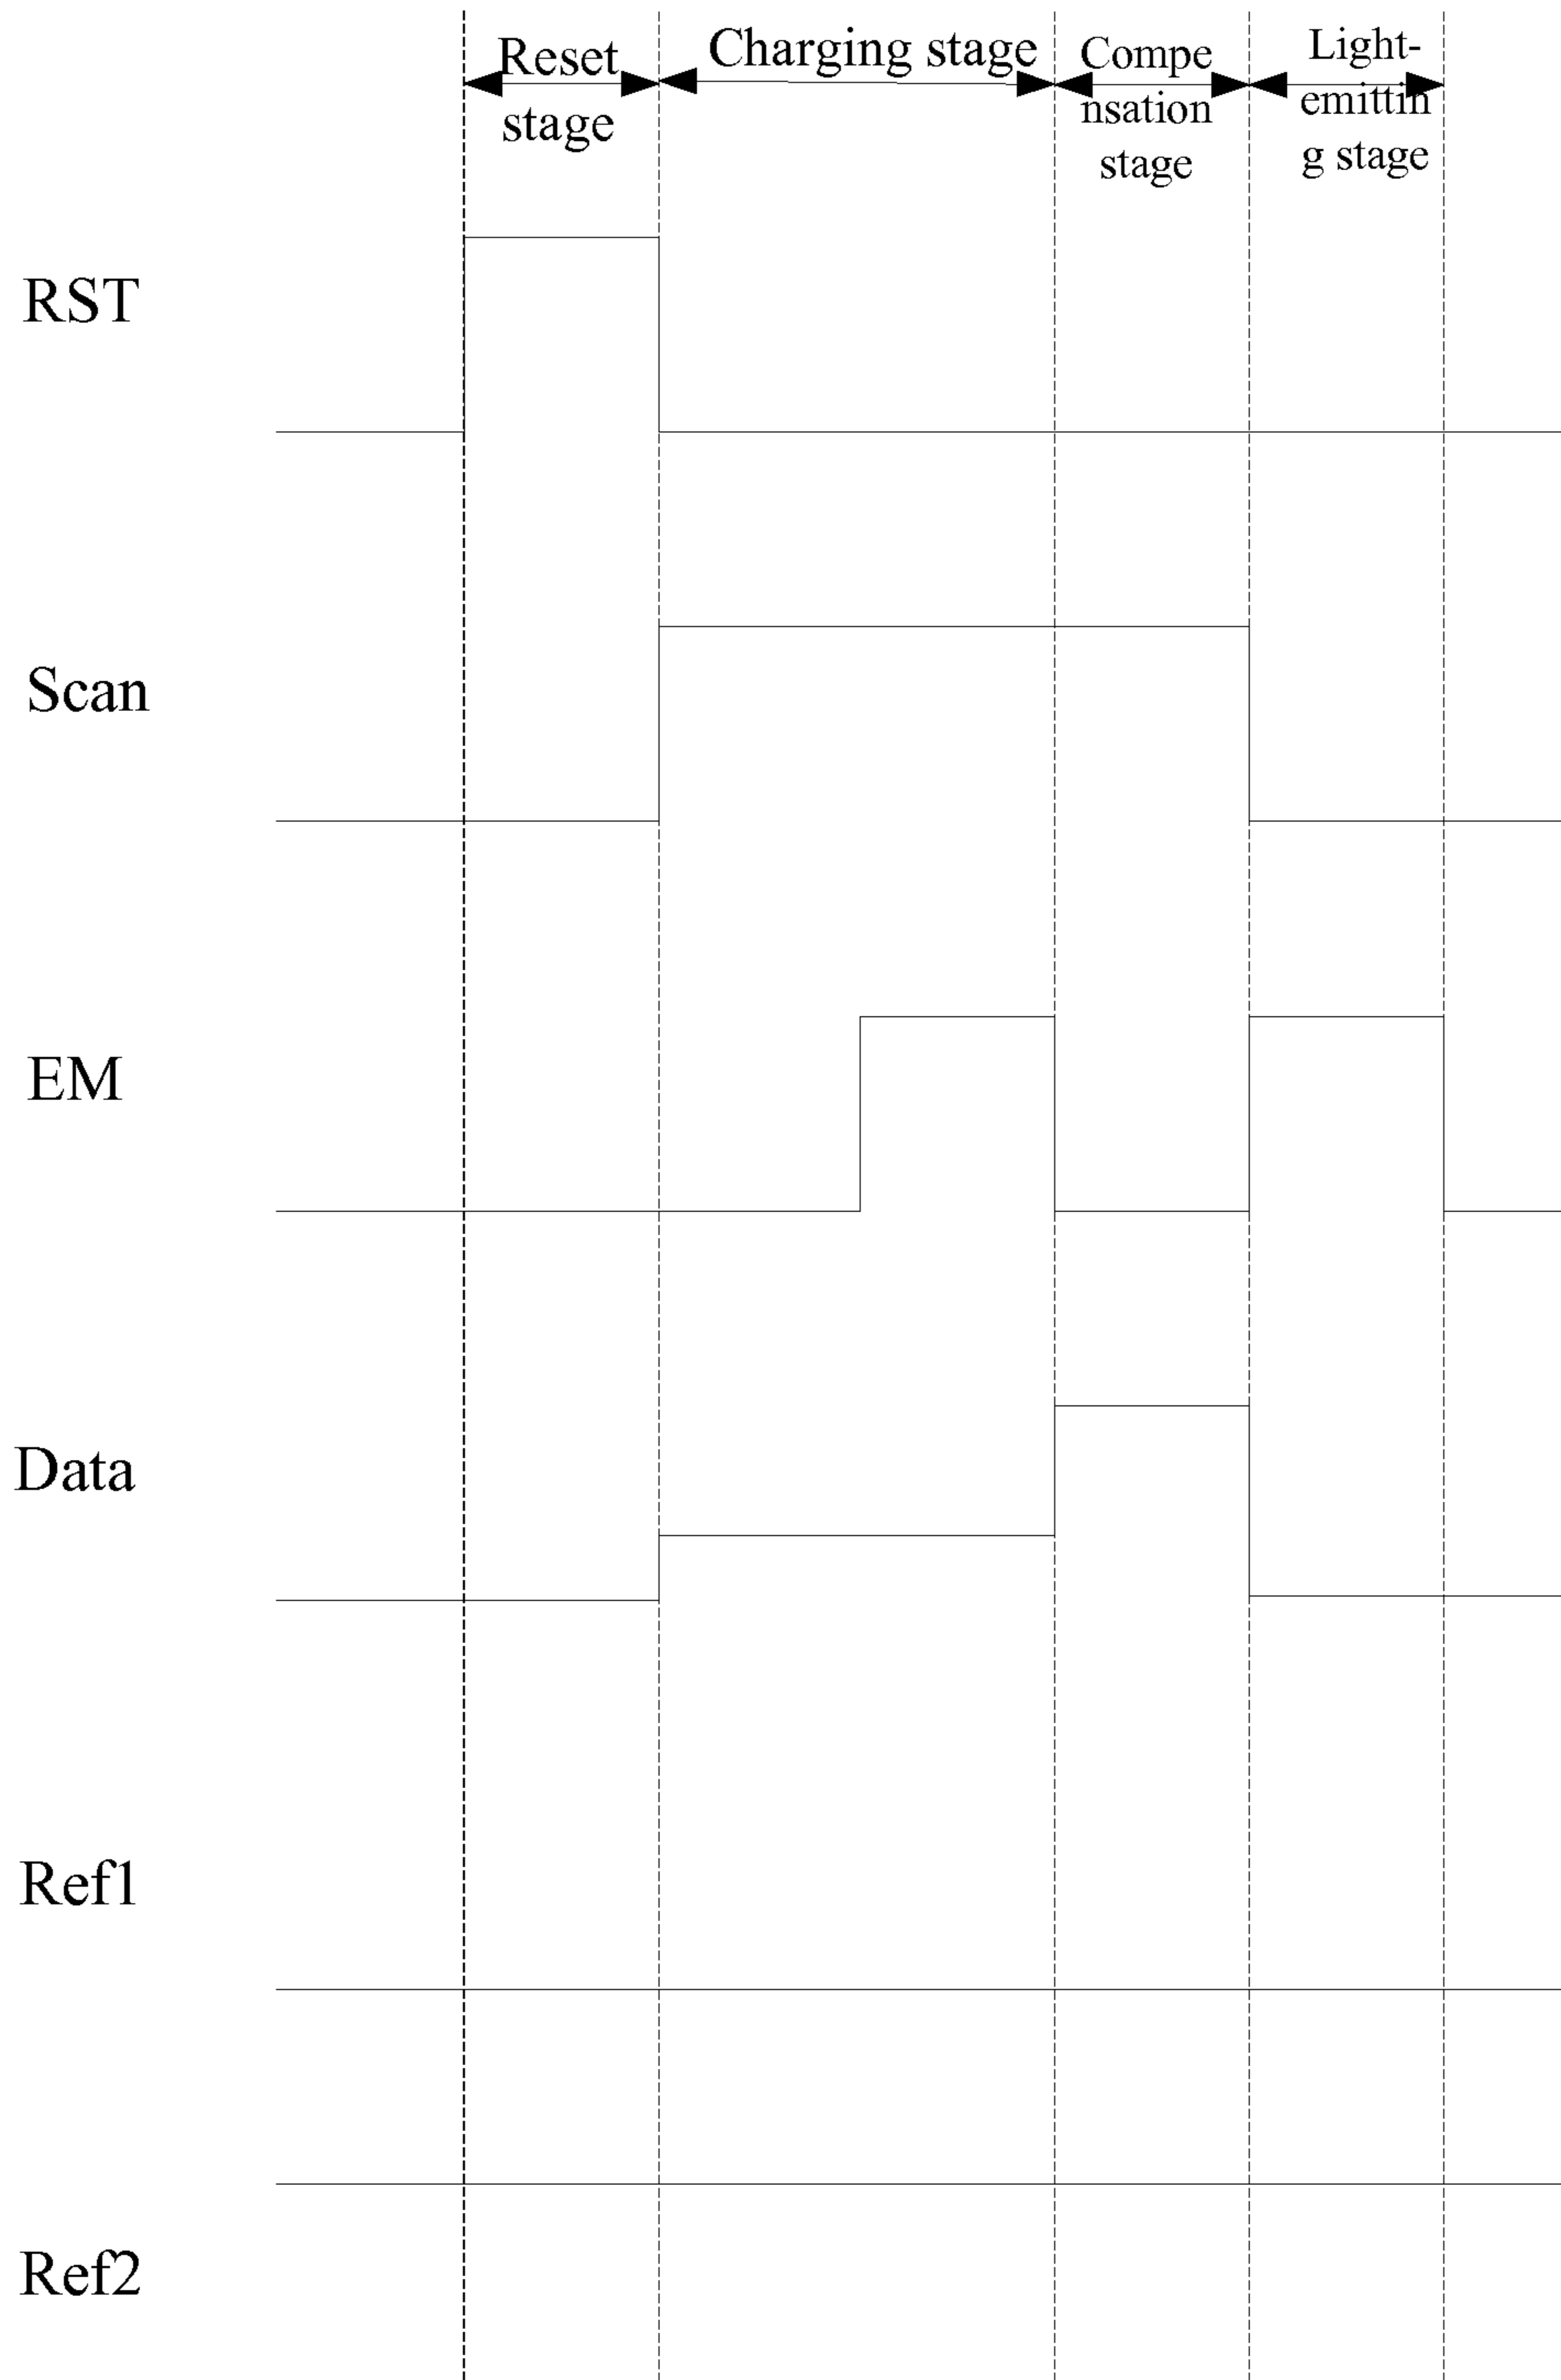 Reset
stage
Charging stage
Compe
nsation
stage
Light-
emittin
g stage
RST
Scan
EM
Data
Ref1
Ref2